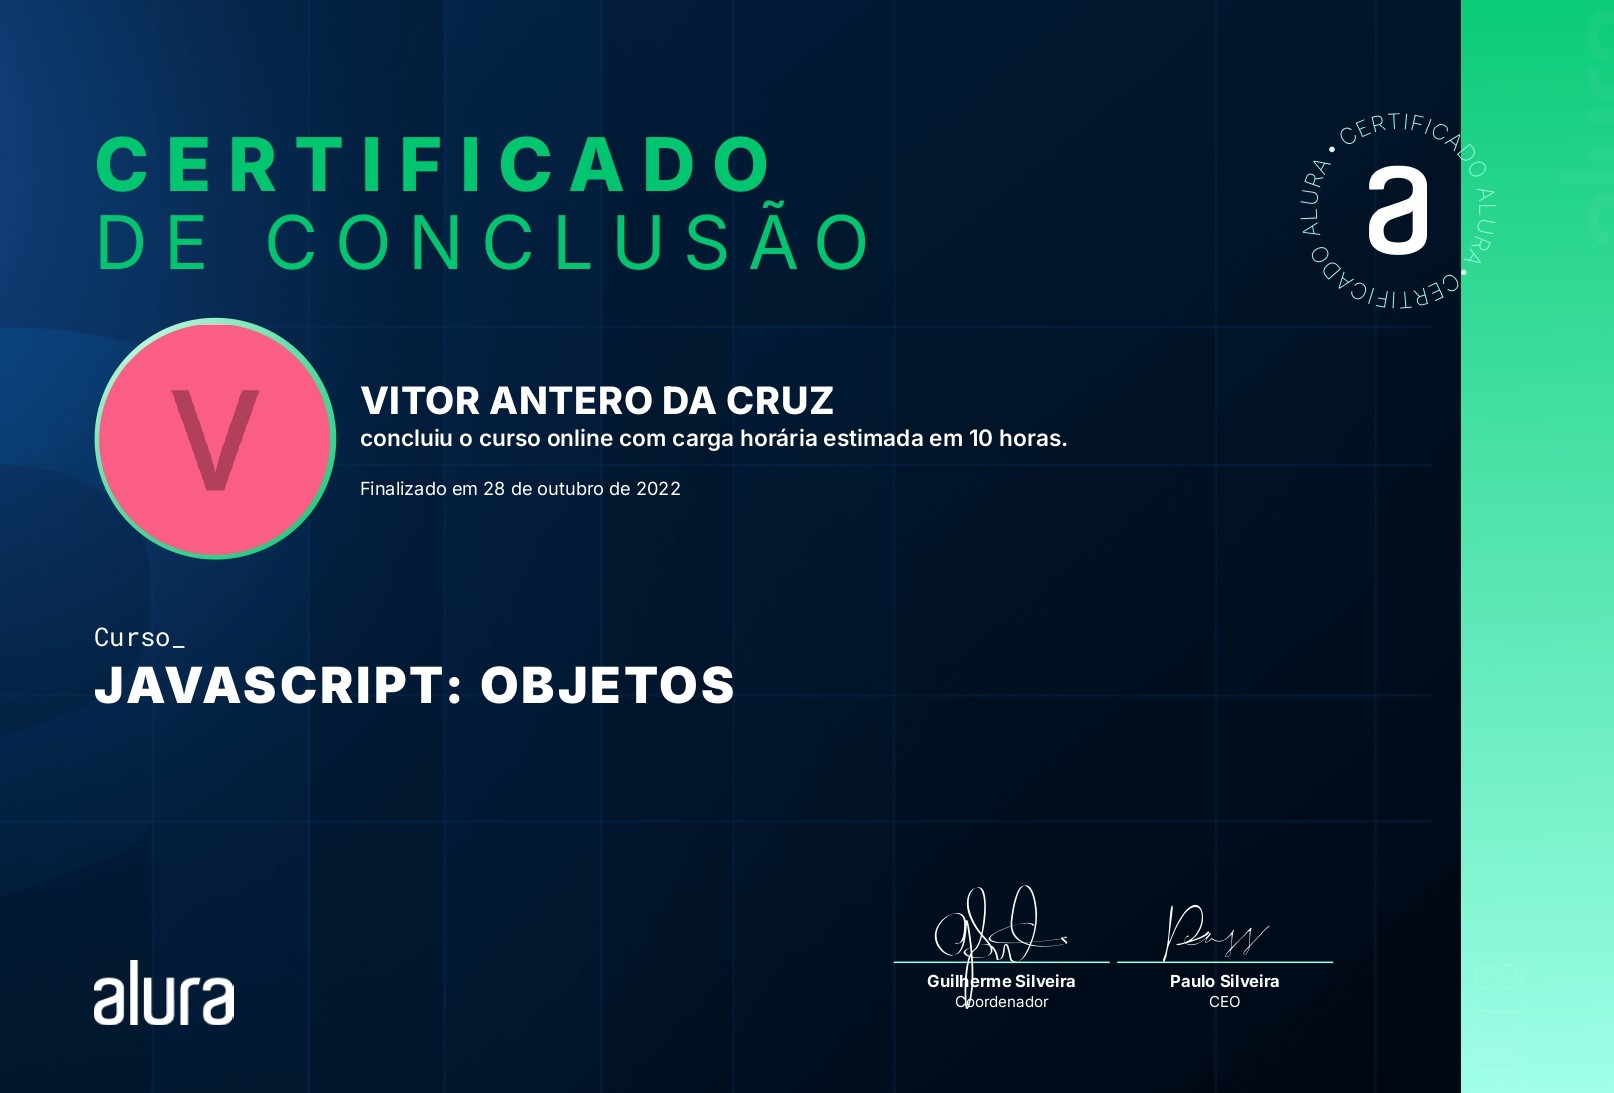 CERTIFICADO
DE CONCLUSÃO
CERTIFICADO ALURA • CERTIFICADO ALURA •
a
V
VITOR ANTERO DA CRUZ
concluiu o curso online com carga horária estimada em 10 horas.
Finalizado em 28 de outubro de 2022
Curso_
JAVASCRIPT: OBJETOS
alura
Guilherme Silveira
Coordenador
Paulo Silveira
CEO
alura
alura